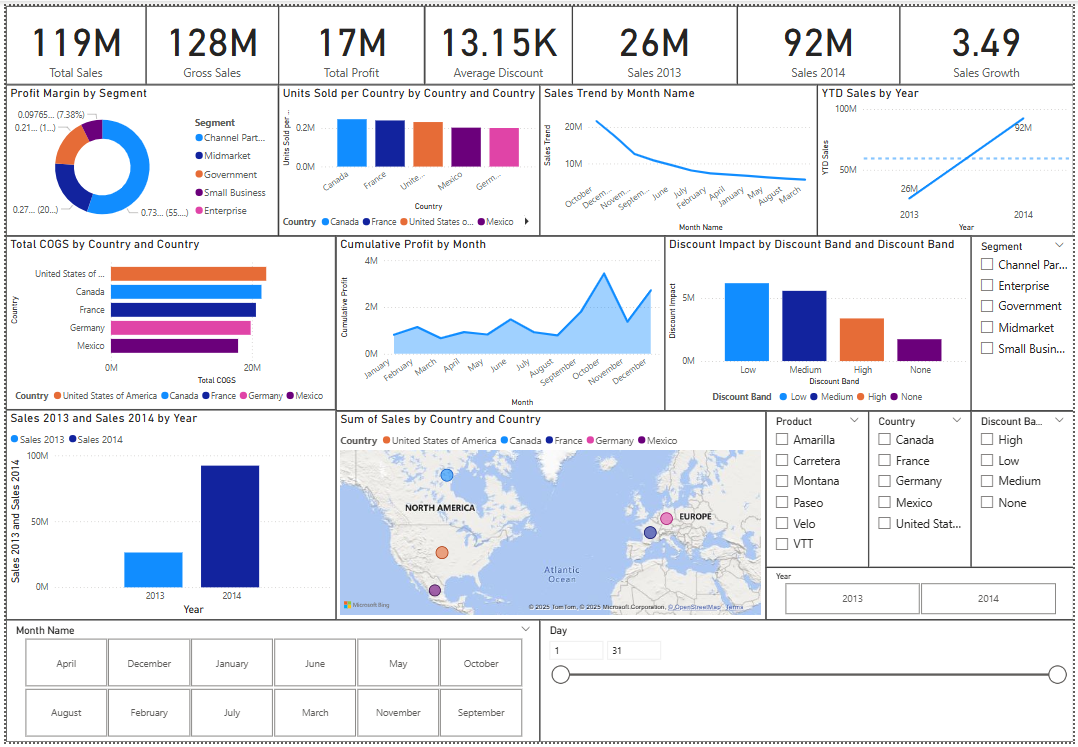 119M
Total Sales
128M
Gross Sales
17M
Total Profit
13.15K
Average Discount
26M
Sales 2013
92M
Sales 2014
3.49
Sales Growth
Profit Margin by Segment
0.09765... (7.38%)
0.21... (1...)
0.27... (20...)
0.73... (55....)
Segment
Channel Part...
Midmarket
Government
Small Business
Enterprise
Units Sold per Country by Country and Country
Units Sold per ...
0.2M
0.0M
Canada
France
Unite...
Mexico
Germ...
Country
Country Canada France United States o... Mexico
Sales Trend by Month Name
Sales Trend
20M
10M
October
Decem...
Novem...
Septem...
June
July
February
April
January
May
August
March
Month Name
YTD Sales by Year
YTD Sales
100M
50M
26M
92M
2013
2014
Year
Total COGS by Country and Country
Country
United States of ...
Canada
France
Germany
Mexico
0M
20M
Total COGS
Country United States of America Canada France Germany Mexico
Cumulative Profit by Month
Cumulative Profit
4M
2M
0M
January
February
March
April
May
June
July
August
September
October
November
December
Month
Discount Impact by Discount Band and Discount Band
Discount Impact
5M
0M
Low
Medium
High
None
Discount Band
Discount Band Low Medium High None
Segment
Channel Par...
Enterprise
Government
Midmarket
Small Busin...
Sales 2013 and Sales 2014 by Year
Sales 2013 Sales 2014
Sales 2013 and Sales 2014
100M
50M
0M
2013
2014
Year
Sum of Sales by Country and Country
Country United States of America Canada France Germany Mexico
NORTH AMERICA
EUROPE
Atlantic
Ocean
Microsoft Bing
© 2025 TomTom, © 2025 Microsoft Corporation, © OpenStreetMap Terms
Product
Amarilla
Carretera
Montana
Paseo
Velo
VTT
Country
Canada
France
Germany
Mexico
United Stat...
Discount Ba...
High
Low
Medium
None
Year
2013
2014
Month Name
April
December
January
June
May
October
August
February
July
March
November
September
Day
1
31